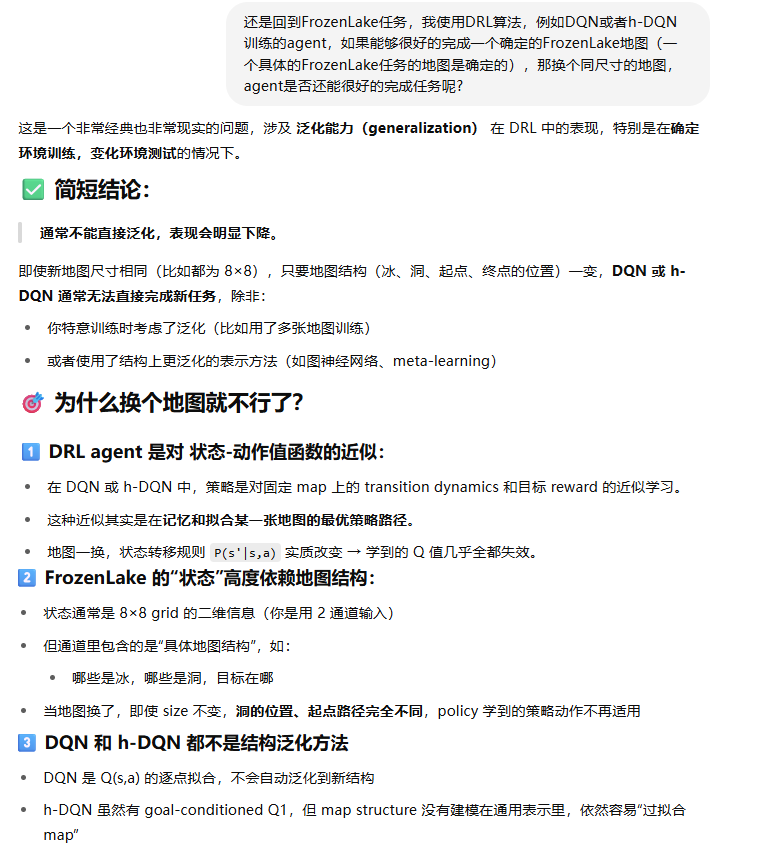 还是回到FrozenLake任务，我使用DRL算法，例如DQN或者h-DQN
训练的agent，如果能够很好的完成一个确定的FrozenLake地图（一
个具体的FrozenLake任务的地图是确定的），那换个同尺寸的地图，
agent是否还能很好的完成任务呢?
这是一个非常经典也非常现实的问题，涉及 泛化能力（generalization） 在 DRL 中的表现，特别是在确定
环境训练，变化环境测试的情况下。
✅ 简短结论：
通常不能直接泛化，表现会明显下降。
即使新地图尺寸相同（比如都为 8×8），只要地图结构（冰、洞、起点、终点的位置）一变，DQN 或 h-
DQN 通常无法直接完成新任务，除非：
• 你特意训练时考虑了泛化（比如用了多张地图训练）
• 或者使用了结构上更泛化的表示方法（如图神经网络、meta-learning）
🎯 为什么换个地图就不行了?
1️⃣ DRL agent 是对 状态-动作值函数的近似：
• 在 DQN 或 h-DQN 中，策略是对固定 map 上的 transition dynamics 和目标 reward 的近似学习。
• 这种近似其实是在记忆和拟合某一张地图的最优策略路径。
• 地图一换，状态转移规则 P(s'|s,a) 实质改变 → 学到的 Q 值几乎全都失效。
2️⃣ FrozenLake 的“状态”高度依赖地图结构：
• 状态通常是 8×8 grid 的二维信息（你是用 2 通道输入）
• 但通道里包含的是“具体地图结构”，如：
• 哪些是冰，哪些是洞，目标在哪
• 当地图换了，即使 size 不变，洞的位置、起点路径完全不同，policy 学到的策略动作不再适用
3️⃣ DQN 和 h-DQN 都不是结构泛化方法
• DQN 是 Q(s,a) 的逐点拟合，不会自动泛化到新结构
• h-DQN 虽然有 goal-conditioned Q1，但 map structure 没有建模在通用表示里，依然容易“过拟合
map”